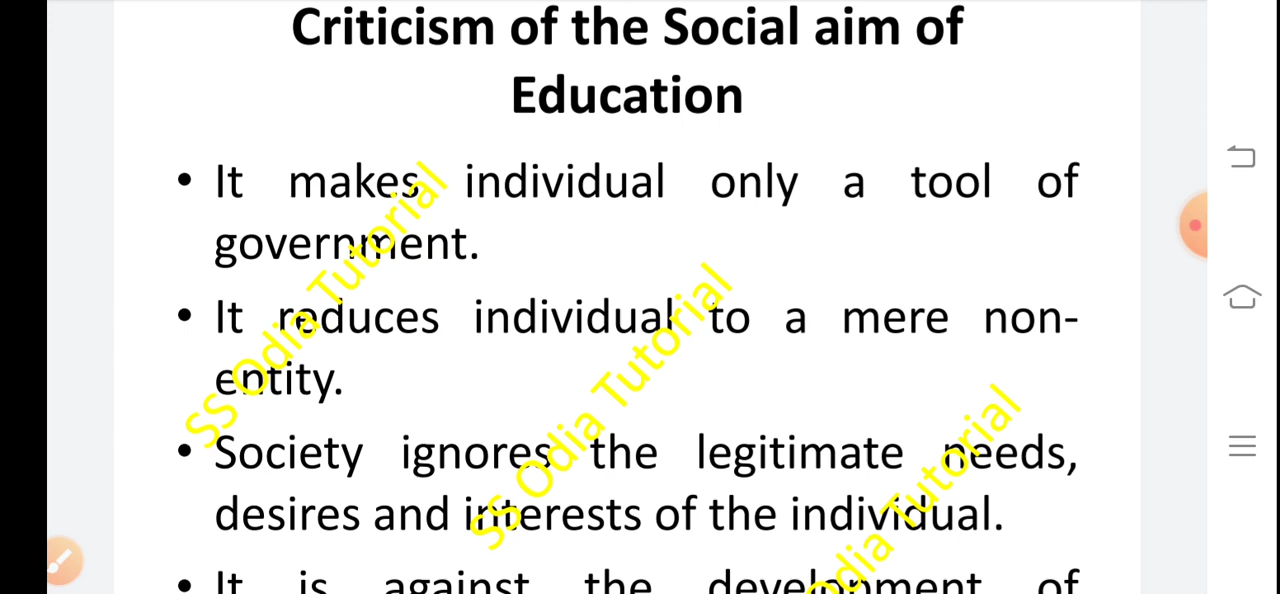 Criticism of the Social aim of
Education
• It makes individual only a tool of
government.
• It reduces individual to a mere non-
entity.
• Society ignores the legitimate needs,
desires and interests of the individual.
• It is against the development of
SS Odia Tutorial
SS Odia Tutorial
Odia Tutorial